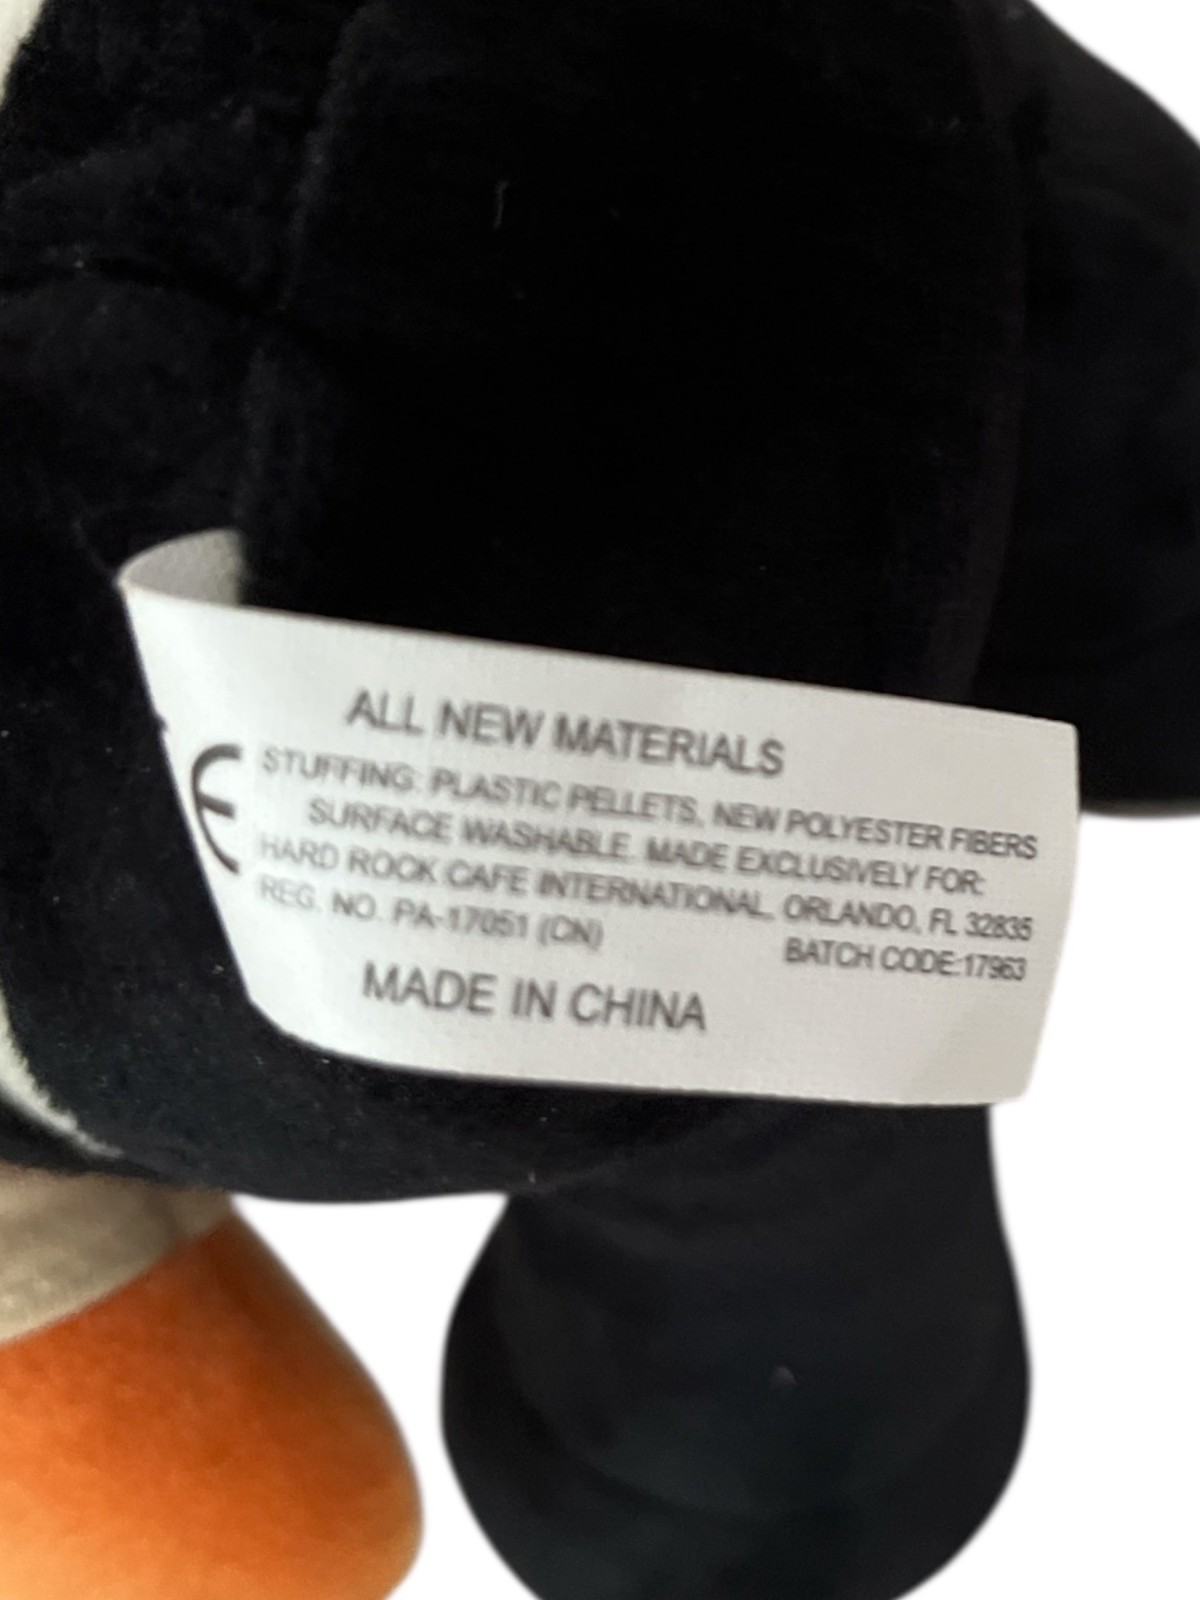 ALL NEW MATERIALS
CE
STUFFING: PLASTIC PELLETS, NEW POLYESTER FIBERS
SURFACE WASHABLE. MADE EXCLUSIVELY FOR:
HARD ROCK CAFE INTERNATIONAL, ORLANDO, FL 32835
REG. NO. PA-17051 (CN)
BATCH CODE:17963
MADE IN CHINA